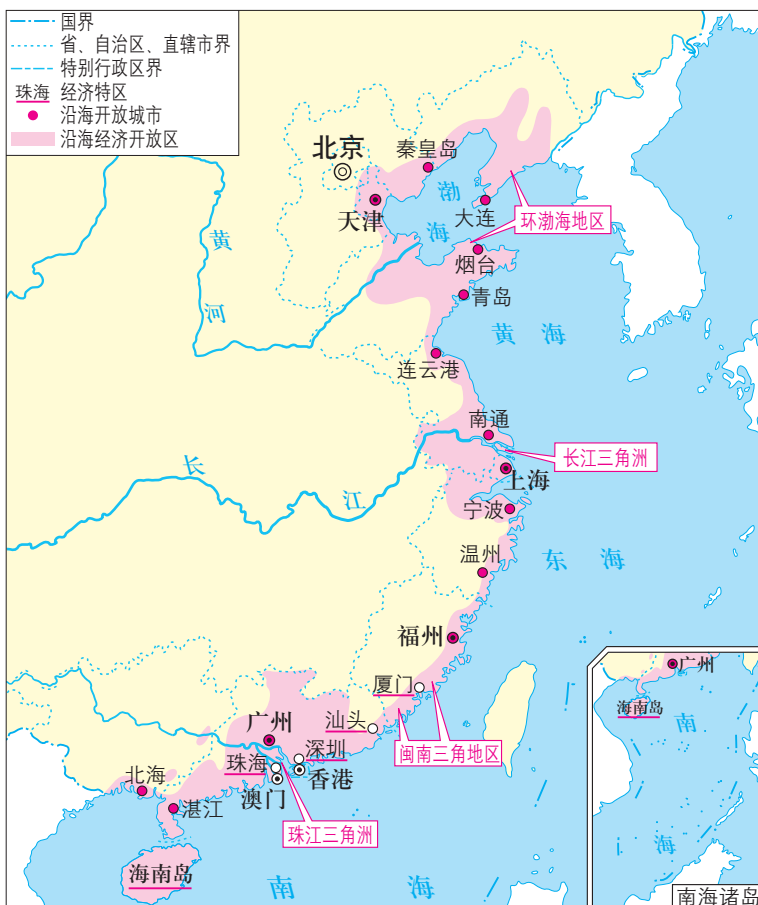 国界
省、自治区、直辖市界
特别行政区界
珠海 经济特区
沿海开放城市
沿海经济开放区
北京
秦皇岛
渤
海
天津
大连
环渤海地区
黄
河
烟台
青岛
黄 海
连云港
南通
长江三角洲
长
江
上海
宁波
温州
东 海
福州
厦门
汕头
闽南三角地区
广州
深圳
珠海
香港
澳门
北海
湛江
珠江三角洲
海南岛
南 海
广州
海南岛
南
海
南海诸岛